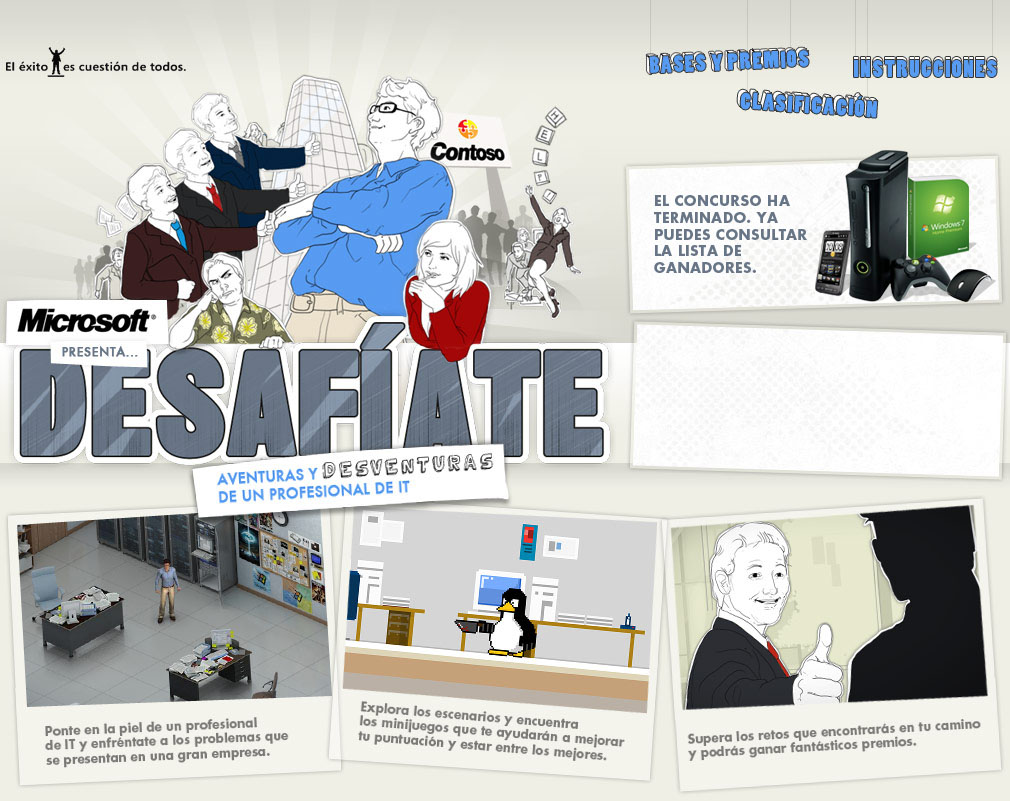 El éxito es cuestión de todos.
BASES Y PREMIOS
INSTRUCCIONES
CLASIFICACIÓN
Contoso
EL CONCURSO HA
TERMINADO. YA
PUEDES CONSULTAR
LA LISTA DE
GANADORES.
Windows 7
Home Premium
Microsoft®
PRESENTA...
DESAFÍATE
AVENTURAS Y DESVENTURAS
DE UN PROFESIONAL DE IT
Ponte en la piel de un profesional
de IT y enfréntate a los problemas que
se presentan en una gran empresa.
Explora los escenarios y encuentra
los minijuegos que te ayudarán a mejorar
tu puntuación y estar entre los mejores.
Supera los retos que encontrarás en tu camino
y podrás ganar fantásticos premios.